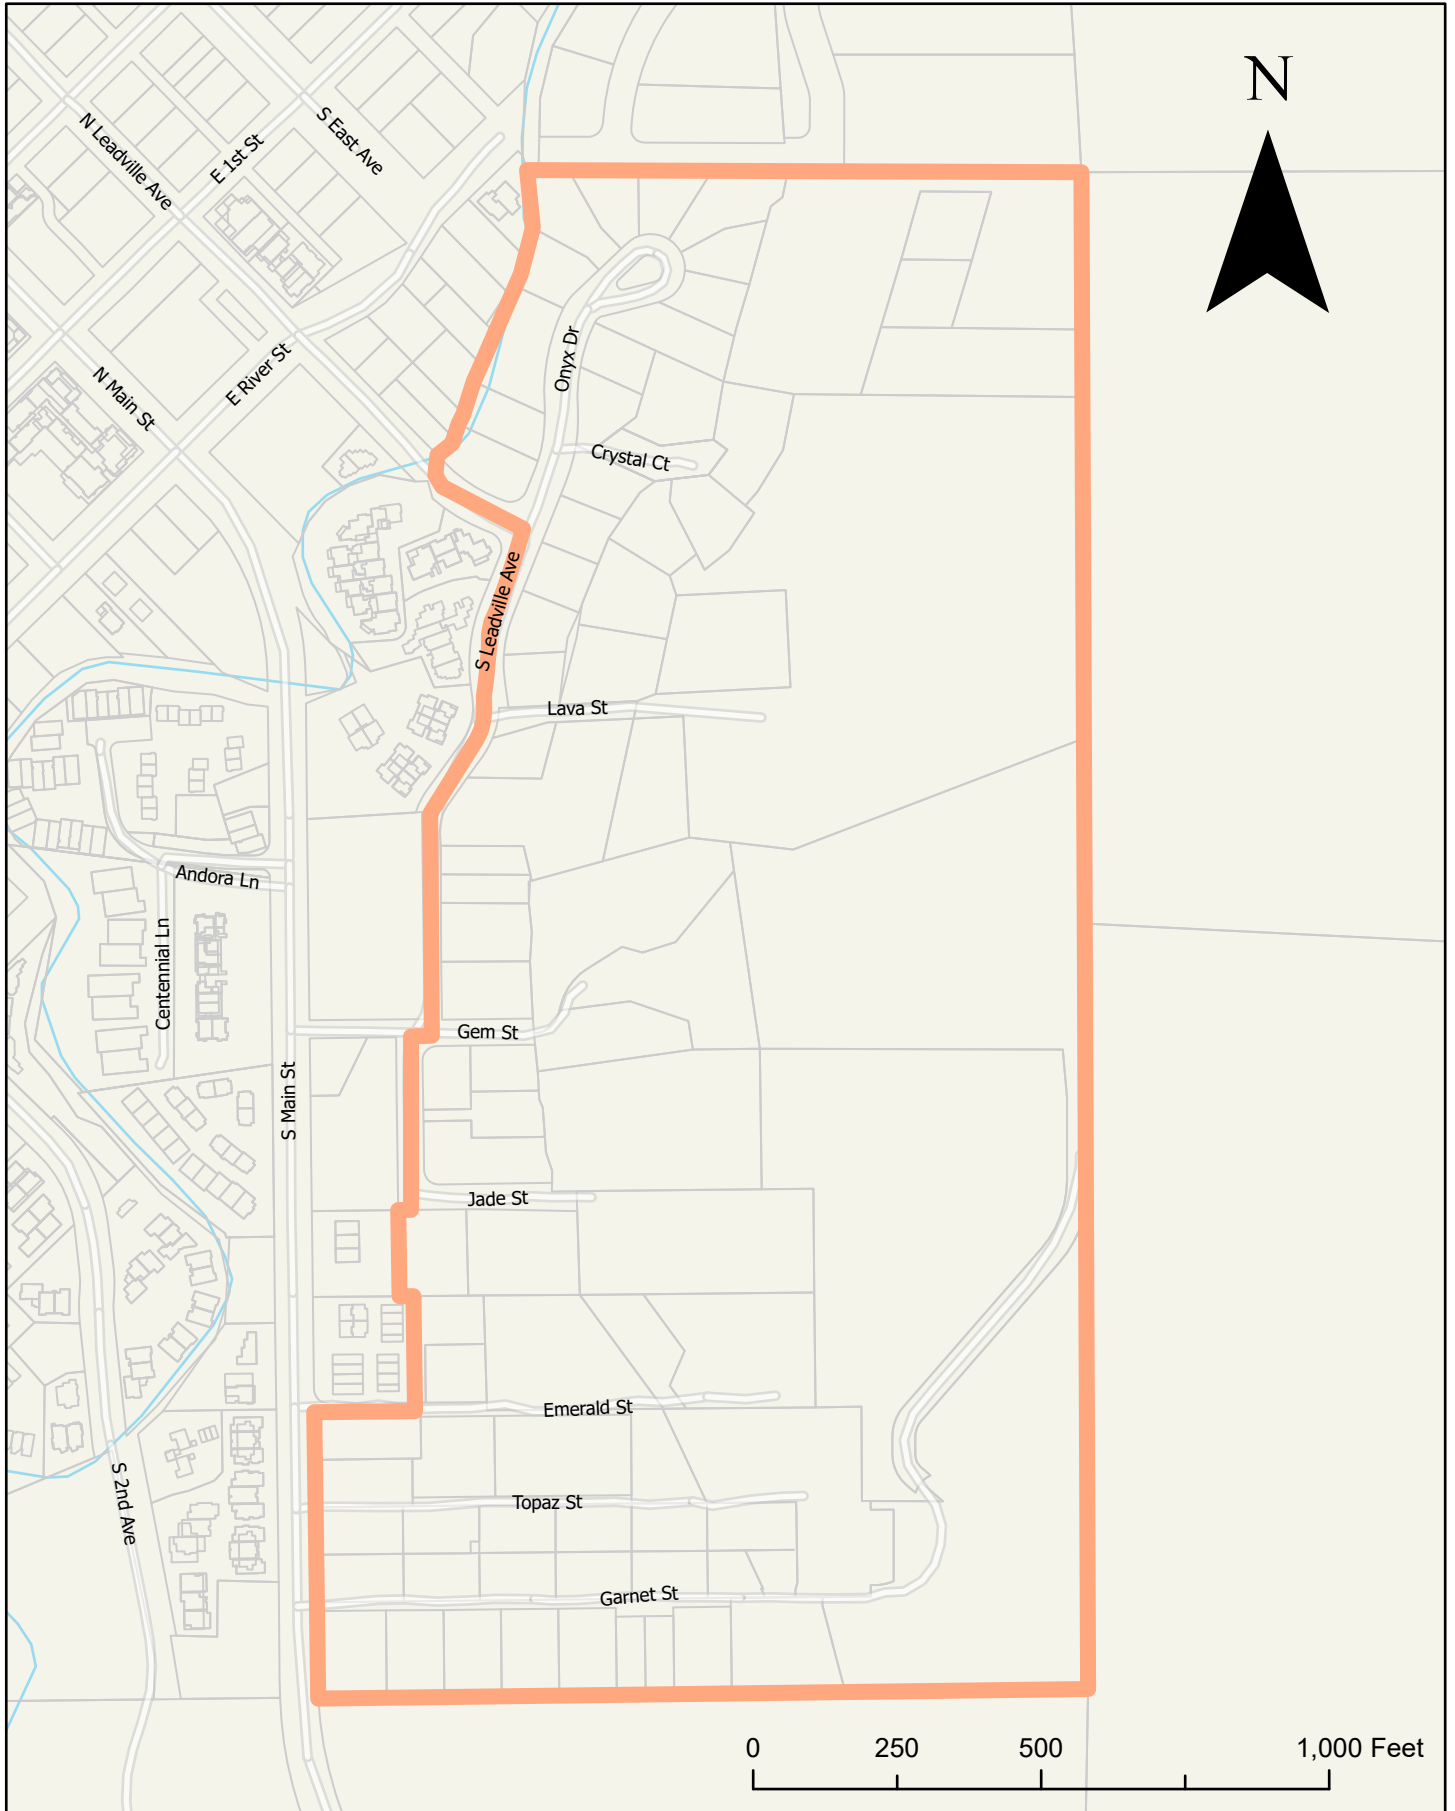 N
N Leadville Ave
E 1st St
S East Ave
N Main St
E River St
Onyx Dr
Crystal Ct
S Leadville Ave
Lava St
Andora Ln
Centennial Ln
Gem St
S Main St
Jade St
Emerald St
S 2nd Ave
Topaz St
Garnet St
0 250 500 1,000 Feet